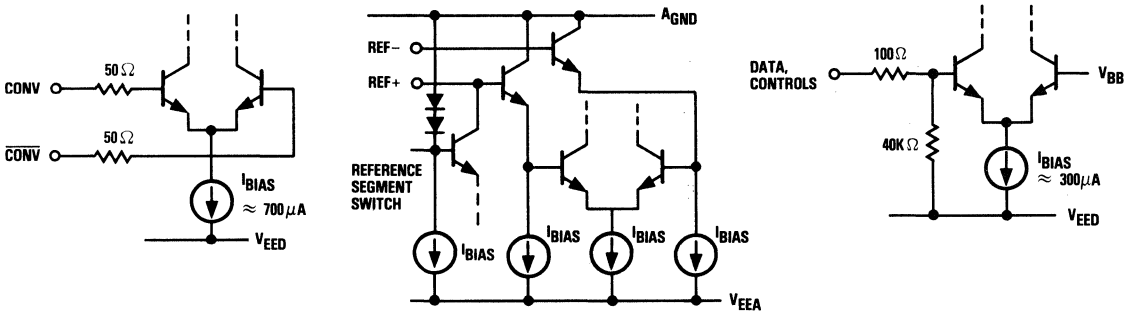 CONV
50Ω
CONV
50Ω
IBIAS
≈ 700μA
VEED
AGND
REF−
REF+
REFERENCE
SEGMENT
SWITCH
IBIAS
IBIAS
IBIAS
IBIAS
VEEA
100Ω
DATA,
CONTROLS
VBB
40KΩ
IBIAS
≈ 300μA
VEED